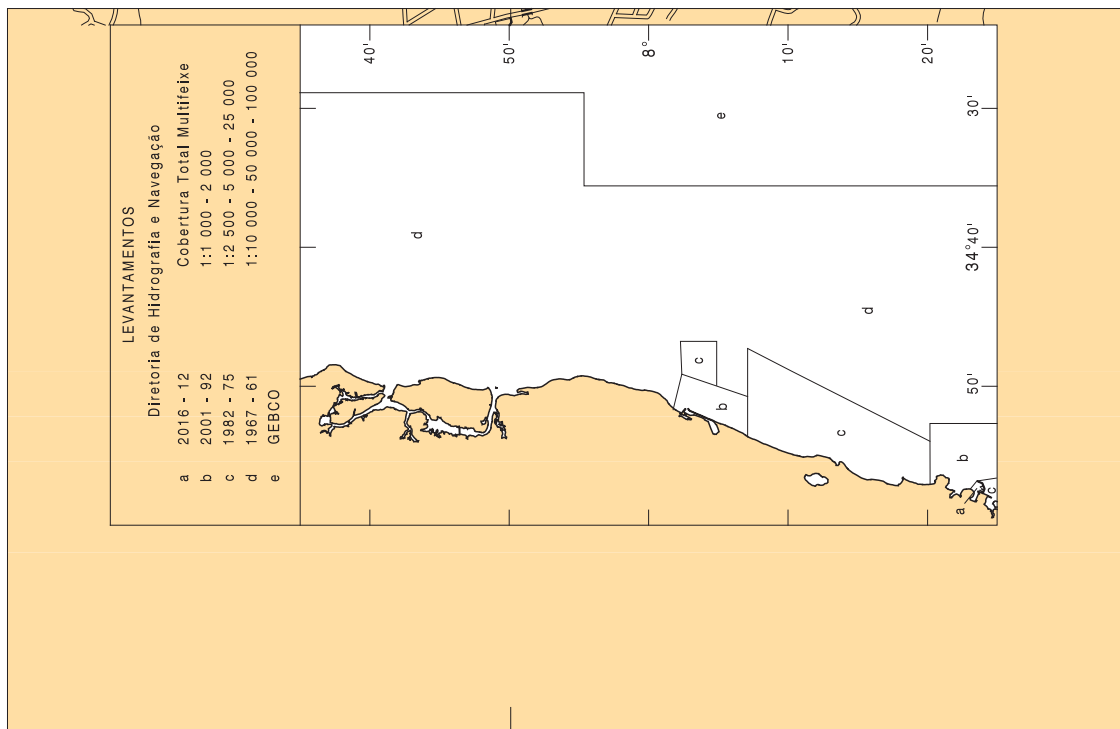 LEVANTAMENTOS
Diretoria de Hidrografia e Navegação
a 2016 - 12 Cobertura Total Multifeixe
b 2001 - 92 1:1 000 - 2 000
c 1982 - 75 1:2 500 - 5 000 - 25 000
d 1967 - 61 1:10 000 - 50 000 - 100 000
e GEBCO
40'
50'
8°
10'
20'
30'
34°40'
50'
e
d
d
c
b
c
b
a
c